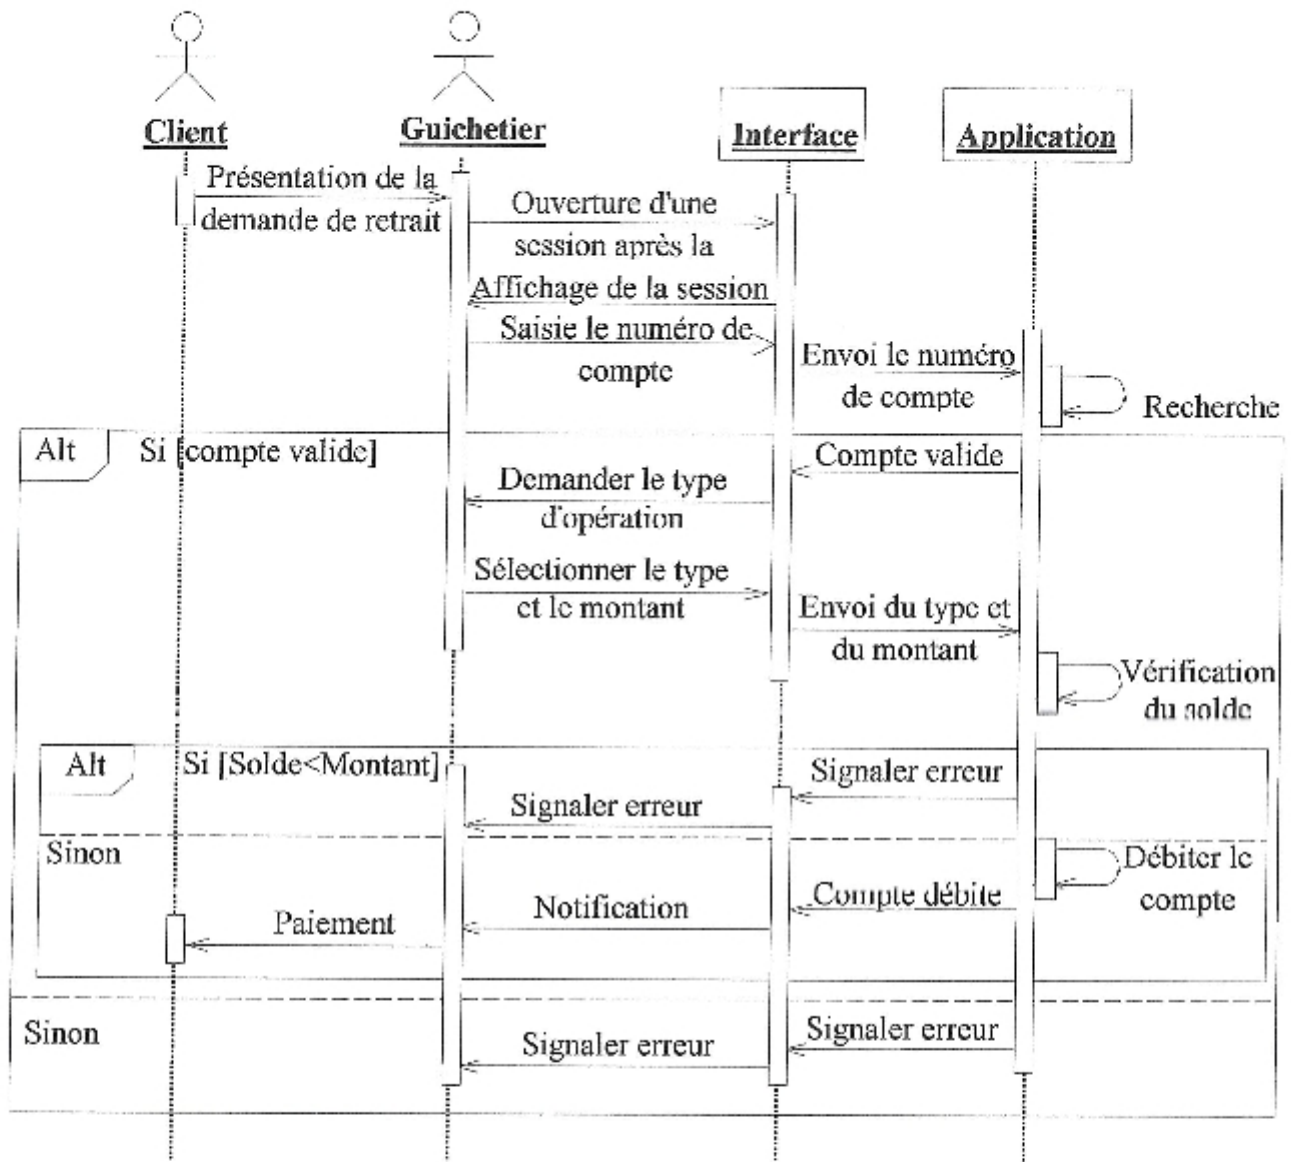 Client
Guichetier
Interface
Application
Présentation de la
demande de retrait
Ouverture d'une
session après la
Affichage de la session
Saisie le numéro de
compte
Envoi le numéro
de compte
Recherche
Alt
Si [compte valide]
Compte valide
Demander le type
d'opération
Sélectionner le type
et le montant
Envoi du type et
du montant
Vérification
du solde
Alt
Si [Solde<Montant]
Signaler erreur
Signaler erreur
Sinon
Débiter le
compte
Compte débite
Notification
Paiement
Sinon
Signaler erreur
Signaler erreur